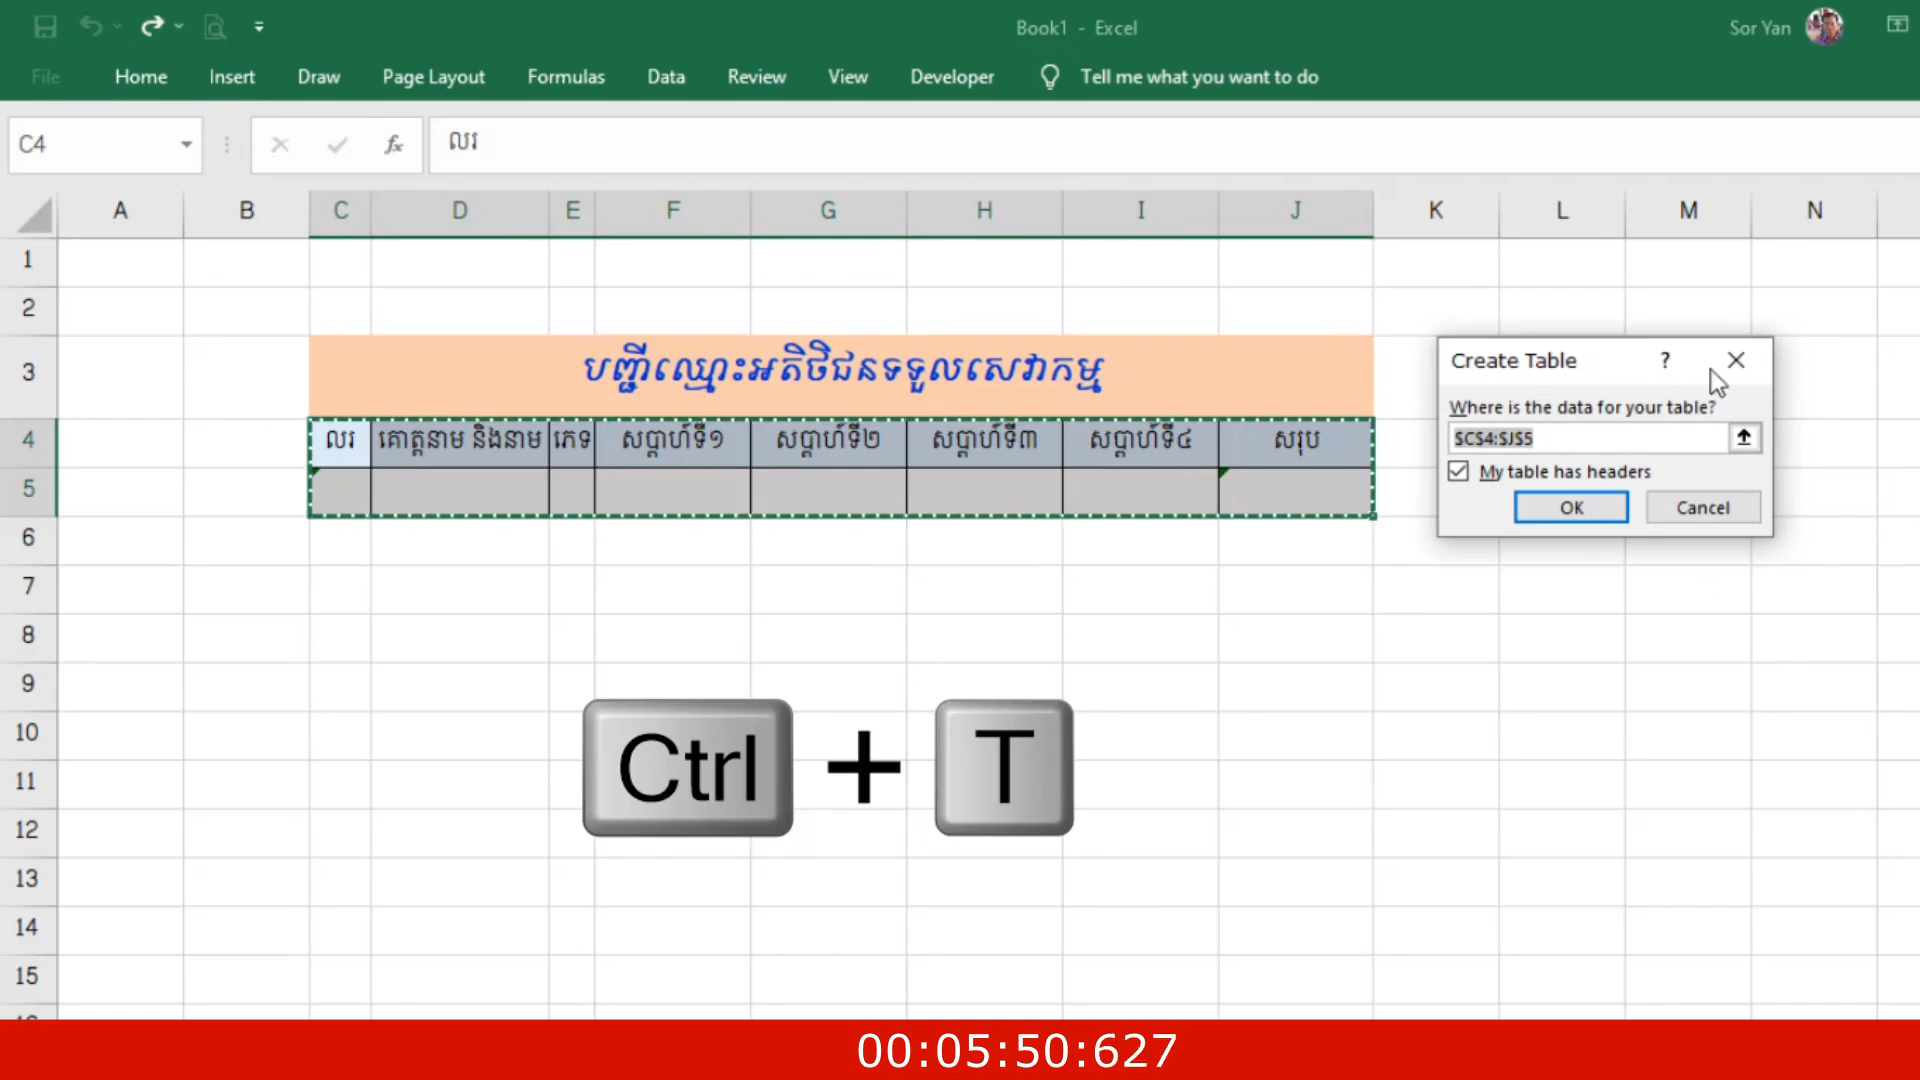 Book1 - Excel
Sor Yan
File Home Insert Draw Page Layout Formulas Data Review View Developer Tell me what you want to do
C4
fx
លរ
A B C D E F G H I J K L M N
1
2
3
បញ្ជីឈ្មោះអតិថិជនទទួលសេវាកម្ម
4
លរ គោត្តនាម និងនាម ភេទ សប្តាហ៍ទី១ សប្តាហ៍ទី២ សប្តាហ៍ទី៣ សប្តាហ៍ទី៤ សរុប
5
6
7
8
9
10
11
12
13
14
15
Create Table ?
Where is the data for your table?
$C$4:$J$5
My table has headers
OK Cancel
Ctrl + T
00:05:50:627